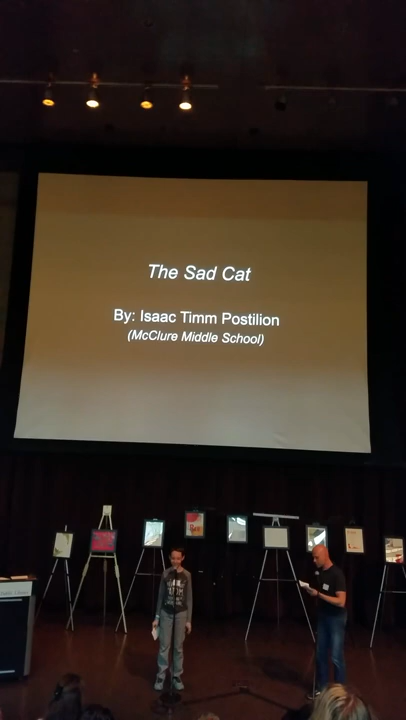 The Sad Cat
By: Isaac Timm Postilion
(McClure Middle School)